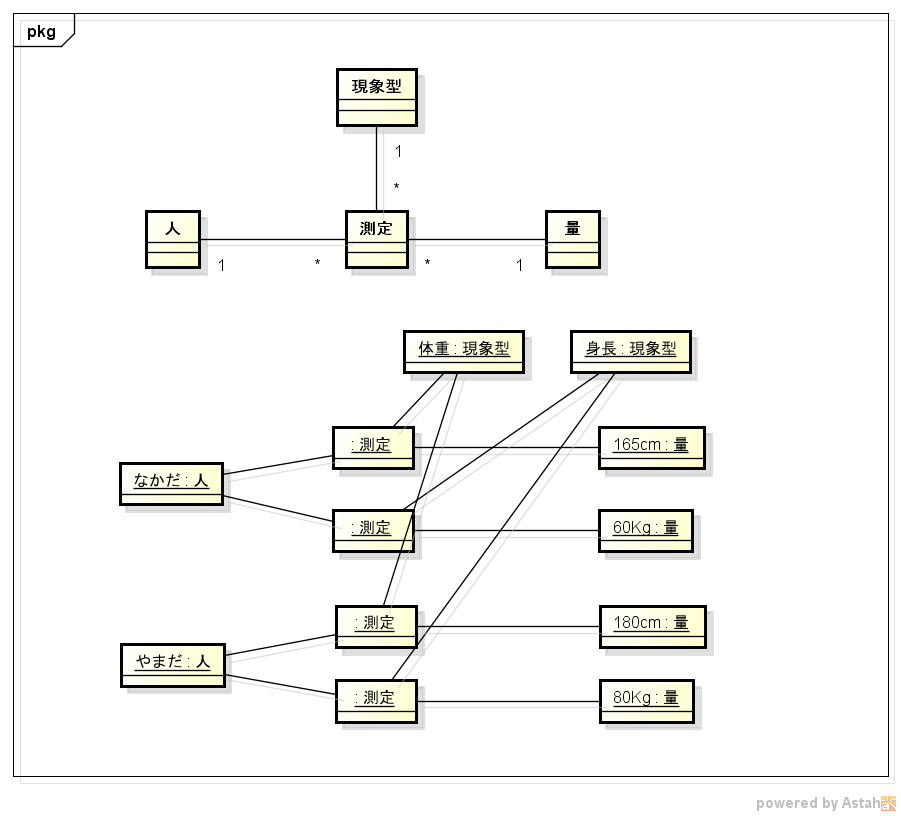 pkg
現象型
1
*
人
測定
量
1
*
*
1
体重 : 現象型
身長 : 現象型
: 測定
165cm : 量
なかだ : 人
: 測定
60Kg : 量
: 測定
180cm : 量
やまだ : 人
: 測定
80Kg : 量
powered by Astah